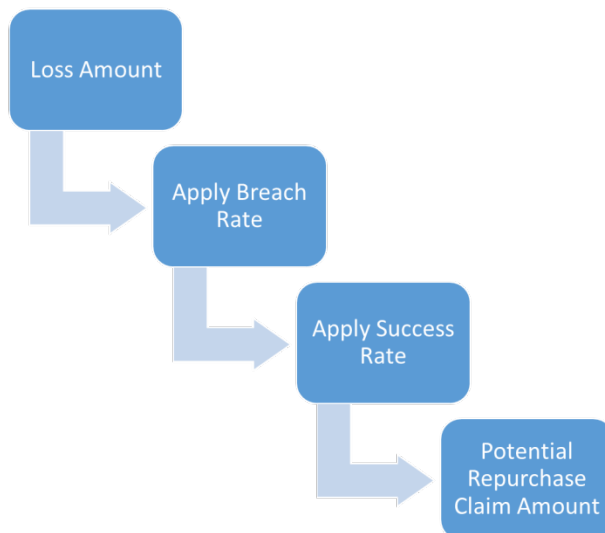 Loss Amount
Apply Breach
Rate
Apply Success
Rate
Potential
Repurchase
Claim Amount